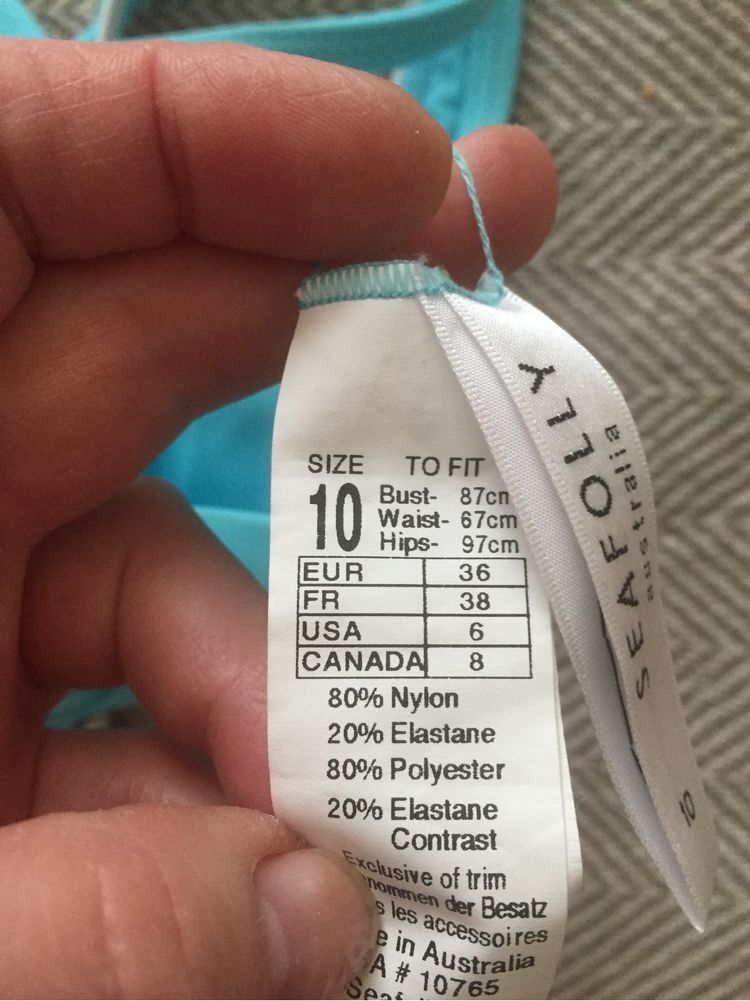 SIZE TO FIT
10
Bust- 87cn
Waist- 67cm
Hips- 97cm
EUR 36
FR 38
USA 6
CANADA 8
80% Nylon
20% Elastane
80% Polyester
20% Elastane
Contrast
Exclusive of trim
der Besatz
les accessoires
in Australia
# 10765
SEAFOLLY
australia
10